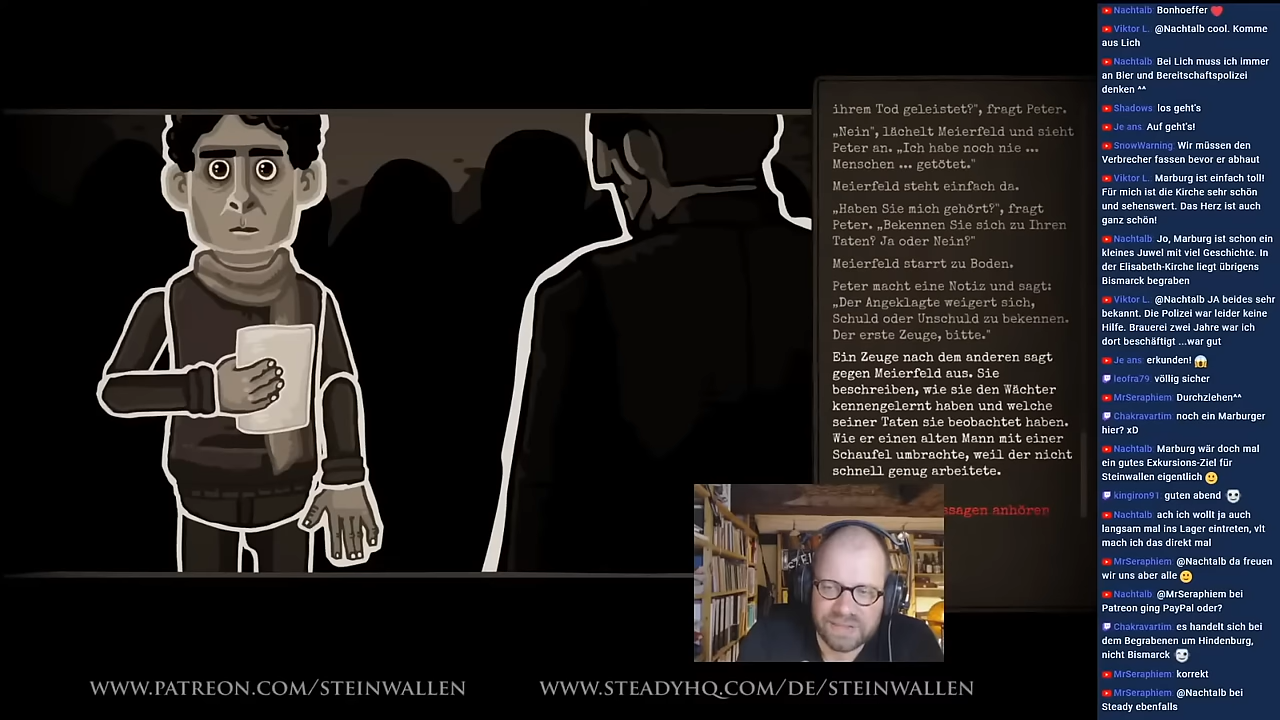 ihrem Tod geleistet?", fragt Peter.
„Nein", lächelt Meierfeld und sieht
Peter an. „Ich habe noch nie ...
Menschen ... getötet."
Meierfeld steht einfach da.
„Haben Sie mich gehört?", fragt
Peter. „Bekennen Sie sich zu Ihren
Taten? Ja oder Nein?"
Meierfeld starrt zu Boden.
Peter macht eine Notiz und sagt:
„Der Angeklagte weigert sich,
Schuld oder Unschuld zu bekennen.
Der erste Zeuge, bitte."
Ein Zeuge nach dem anderen sagt
gegen Meierfeld aus. Sie
beschreiben, wie sie den Wächter
kennengelernt haben und welche
seiner Taten sie beobachtet haben.
Wie er einen alten Mann mit einer
Schaufel umbrachte, weil der nicht
schnell genug arbeitete.
ssagen anhören
WWW.PATREON.COM/STEINWALLEN
WWW.STEADYHQ.COM/DE/STEINWALLEN
Nachtalb Bonhoeffer ❤️
Viktor L. @Nachtalb cool. Komme
aus Lich
Nachtalb Bei Lich muss ich immer
an Bier und Bereitschaftspolizei
denken ^^
Shadows los geht's
Je ans Auf geht's!
SnowWarning Wir müssen den
Verbrecher fassen bevor er abhaut
Viktor L. Marburg ist einfach toll!
Für mich ist die Kirche sehr schön
und sehenswert. Das Herz ist auch
ganz schön!
Nachtalb Jo, Marburg ist schon ein
kleines Juwel mit viel Geschichte. In
der Elisabeth-Kirche liegt übrigens
Bismarck begraben
Viktor L. @Nachtalb JA beides sehr
bekannt. Die Polizei war leider keine
Hilfe. Brauerei zwei Jahre war ich
dort beschäftigt ...war gut
Je ans erkunden! 😱
leofra79 völlig sicher
MrSeraphiem Durchziehen^^
Chakravartim noch ein Marburger
hier? xD
Nachtalb Marburg wär doch mal
ein gutes Exkursions-Ziel für
Steinwallen eigentlich 🙂
kingiron91 guten abend
Nachtalb ach ich wollt ja auch
langsam mal ins Lager eintreten, vlt
mach ich das direkt mal
MrSeraphiem @Nachtalb da freuen
wir uns aber alle 🙂
Nachtalb @MrSeraphiem bei
Patreon ging PayPal oder?
Chakravartim es handelt sich bei
dem Begrabenen um Hindenburg,
nicht Bismarck
MrSeraphiem korrekt
MrSeraphiem @Nachtalb bei
Steady ebenfalls